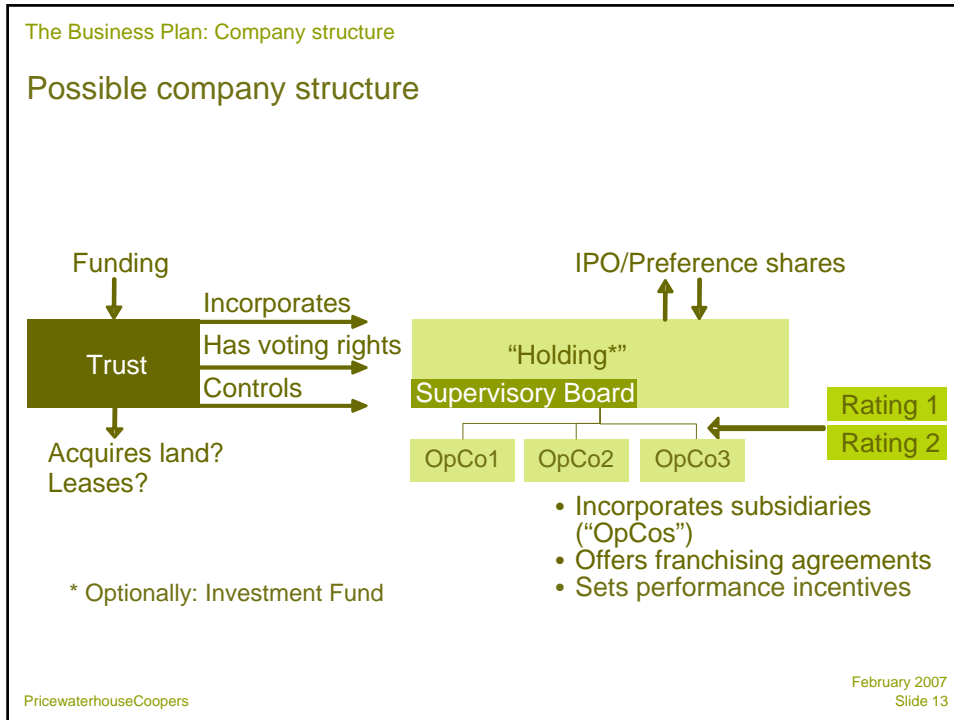 The Business Plan: Company structure
Possible company structure
Funding
IPO/Preference shares
Incorporates
Has voting rights
Controls
Trust
“Holding*”
Supervisory Board
Rating 1
Rating 2
Acquires land?
Leases?
OpCo1
OpCo2
OpCo3
• Incorporates subsidiaries
(“OpCos”)
• Offers franchising agreements
• Sets performance incentives
* Optionally: Investment Fund
PricewaterhouseCoopers
February 2007
Slide 13